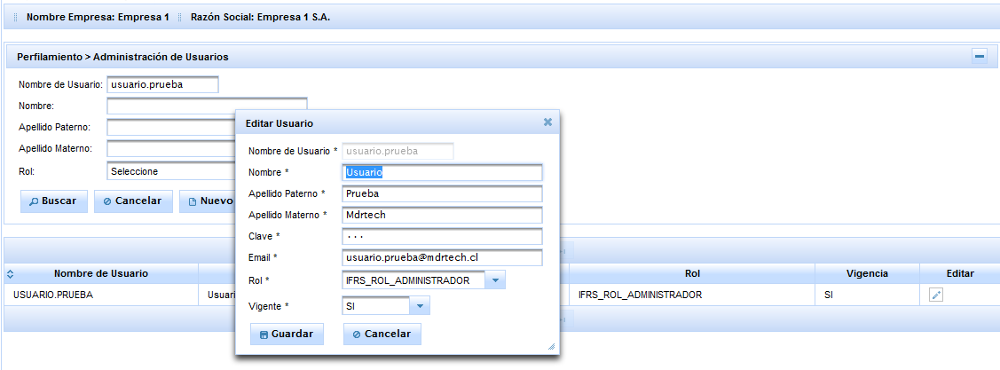 Nombre Empresa: Empresa 1 Razón Social: Empresa 1 S.A.
Perfilamiento > Administración de Usuarios
Nombre de Usuario: usuario.prueba
Nombre:
Apellido Paterno:
Apellido Materno:
Rol: Seleccione
Buscar Cancelar Nuevo
Editar Usuario
Nombre de Usuario * usuario.prueba
Nombre * Usuario
Apellido Paterno * Prueba
Apellido Materno * Mdrtech
Clave * ...
Email * usuario.prueba@mdrtech.cl
Rol * IFRS_ROL_ADMINISTRADOR
Vigente * SI
Guardar Cancelar
Nombre de Usuario Rol Vigencia Editar
USUARIO.PRUEBA IFRS_ROL_ADMINISTRADOR SI